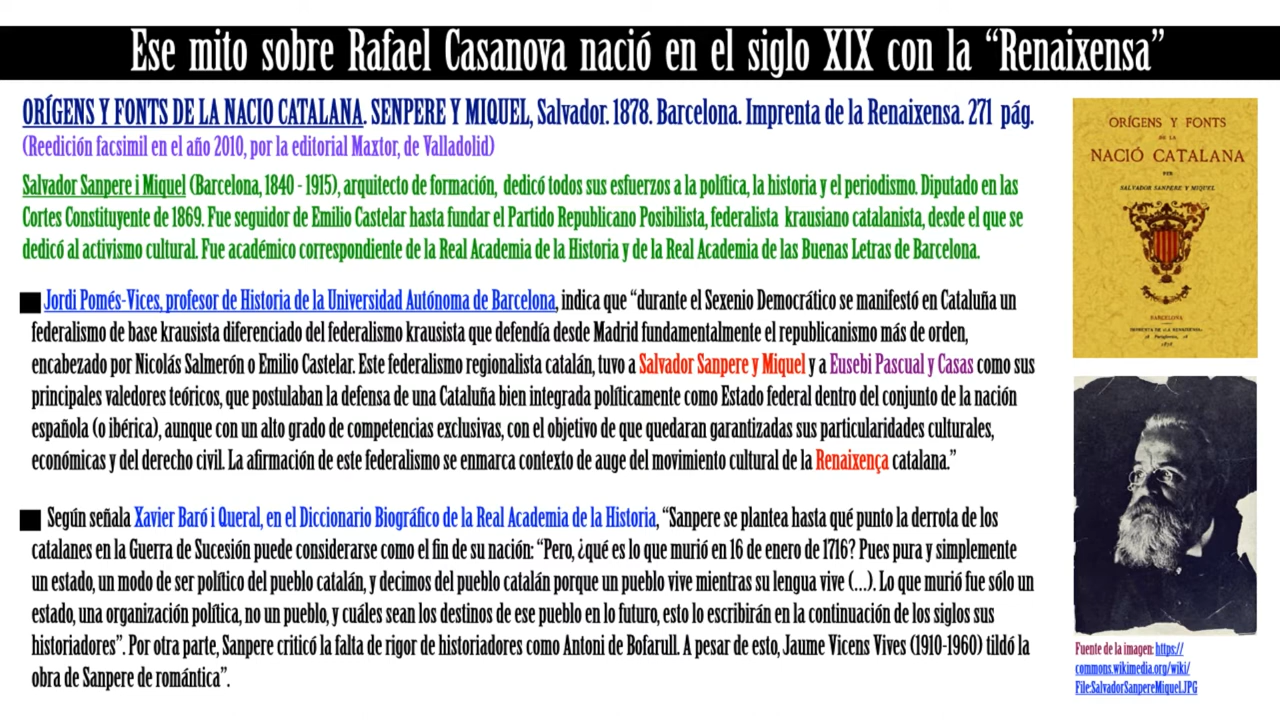 Ese mito sobre Rafael Casanova nació en el siglo XIX con la “Renaixensa”
ORÍGENS Y FONTS DE LA NACIO CATALANA. SENPERE Y MIQUEL, Salvador. 1878. Barcelona. Imprenta de la Renaixensa. 271 pág.
(Reedición facsimil en el año 2010, por la editorial Maxtor, de Valladolid)
Salvador Sanpere i Miquel (Barcelona, 1840 - 1915), arquitecto de formación, dedicó todos sus esfuerzos a la política, la historia y el periodismo. Diputado en las
Cortes Constituyente de 1869. Fue seguidor de Emilio Castelar hasta fundar el Partido Republicano Posibilista, federalista krausiano catalanista, desde el que se
dedicó al activismo cultural. Fue académico correspondiente de la Real Academia de la Historia y de la Real Academia de las Buenas Letras de Barcelona.
Jordi Pomés-Vices, profesor de Historia de la Universidad Autónoma de Barcelona, indica que “durante el Sexenio Democrático se manifestó en Cataluña un
federalismo de base krausista diferenciado del federalismo krausista que defendía desde Madrid fundamentalmente el republicanismo más de orden,
encabezado por Nicolás Salmerón o Emilio Castelar. Este federalismo regionalista catalán, tuvo a Salvador Sanpere y Miquel y a Eusebi Pascual y Casas como sus
principales valedores teóricos, que postulaban la defensa de una Cataluña bien integrada políticamente como Estado federal dentro del conjunto de la nación
española (o ibérica), aunque con un alto grado de competencias exclusivas, con el objetivo de que quedaran garantizadas sus particularidades culturales,
económicas y del derecho civil. La afirmación de este federalismo se enmarca contexto de auge del movimiento cultural de la Renaixença catalana.”
Según señala Xavier Baró i Queral, en el Diccionario Biográfico de la Real Academia de la Historia, “Sanpere se plantea hasta qué punto la derrota de los
catalanes en la Guerra de Sucesión puede considerarse como el fin de su nación: “Pero, ¿qué es lo que murió en 16 de enero de 1716? Pues pura y simplemente
un estado, un modo de ser político del pueblo catalán, y decimos del pueblo catalán porque un pueblo vive mientras su lengua vive (...). Lo que murió fue sólo un
estado, una organización política, no un pueblo, y cuáles sean los destinos de ese pueblo en lo futuro, esto lo escribirán en la continuación de los siglos sus
historiadores”. Por otra parte, Sanpere criticó la falta de rigor de historiadores como Antoni de Bofarull. A pesar de esto, Jaume Vicens Vives (1910-1960) tildó la
obra de Sanpere de romántica”.
ORÍGENS Y FONTS
DE LA
NACIÓ CATALANA
PER
SALVADOR SANPERE Y MIQUEL
BARCELONA
IMPRENTA DE «LA RENAIXENSA»
Fuente de la imagen: https://
commons.wikimedia.org/wiki/
File:SalvadorSanpereMiquel.JPG